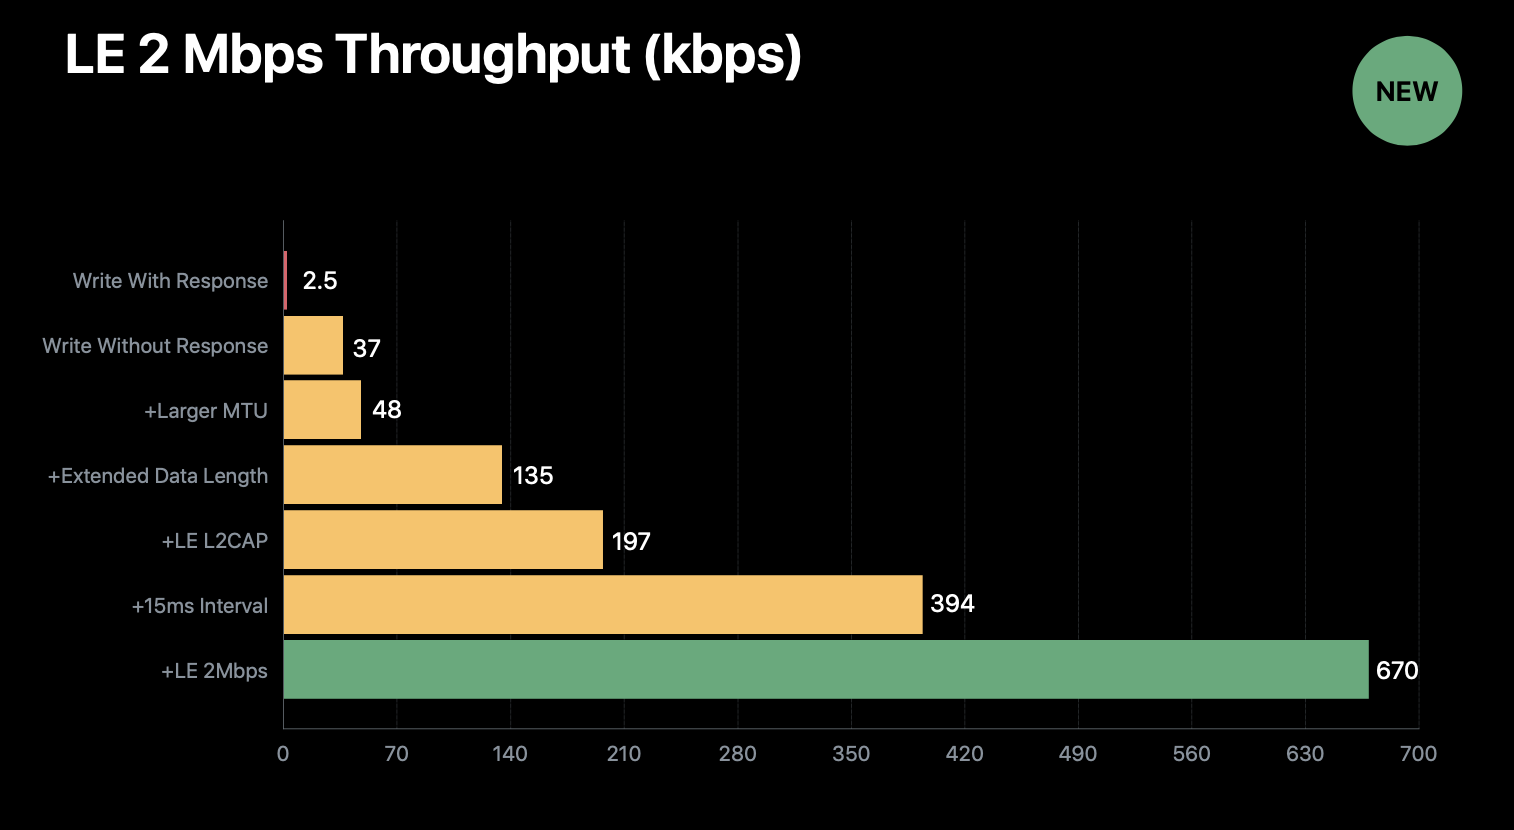 LE 2 Mbps Throughput (kbps)
NEW
Write With Response 2.5
Write Without Response 37
+Larger MTU 48
+Extended Data Length 135
+LE L2CAP 197
+15ms Interval 394
+LE 2Mbps 670
0 70 140 210 280 350 420 490 560 630 700